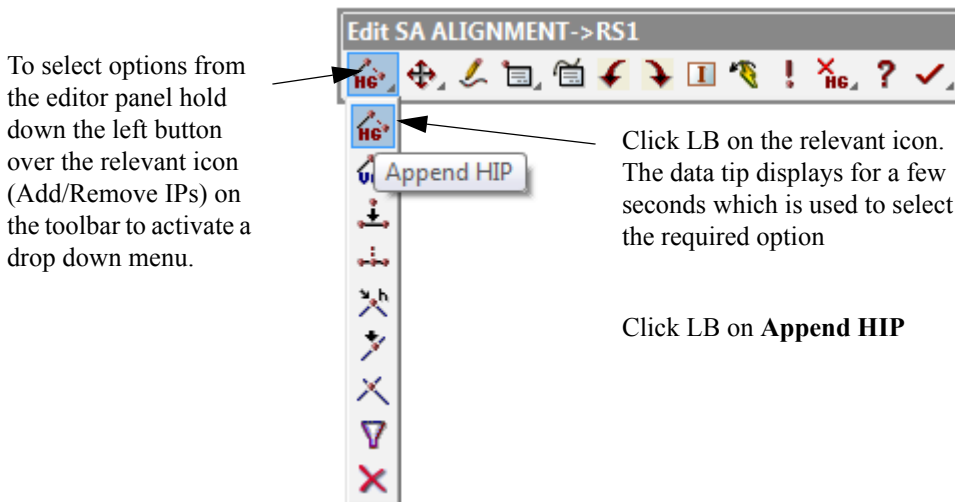 Edit SA ALIGNMENT->RS1
To select options from
the editor panel hold
down the left button
over the relevant icon
(Add/Remove IPs) on
the toolbar to activate a
drop down menu.
HG
I
!
HG
?
HG
Append HIP
h
Click LB on the relevant icon.
The data tip displays for a few
seconds which is used to select
the required option
Click LB on Append HIP